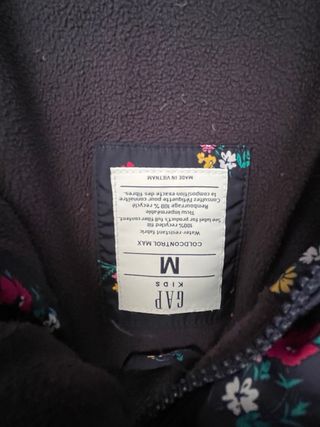 GAP
KIDS
M
COLDCONTROL MAX
Water-resistant fabric
100% recycled fill
See label for product's full fiber content.
Tissu imperméable
Rembourrage 100 % recyclé
Consulter l'étiquette pour connaître
la composition exacte des fibres.
MADE IN VIETNAM